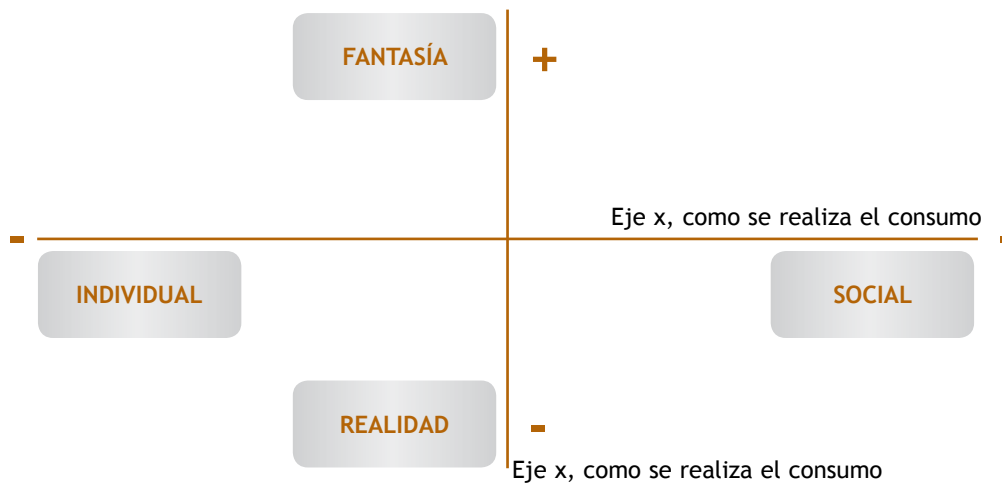 FANTASÍA
+
Eje x, como se realiza el consumo
-
INDIVIDUAL
SOCIAL
REALIDAD
-
Eje x, como se realiza el consumo